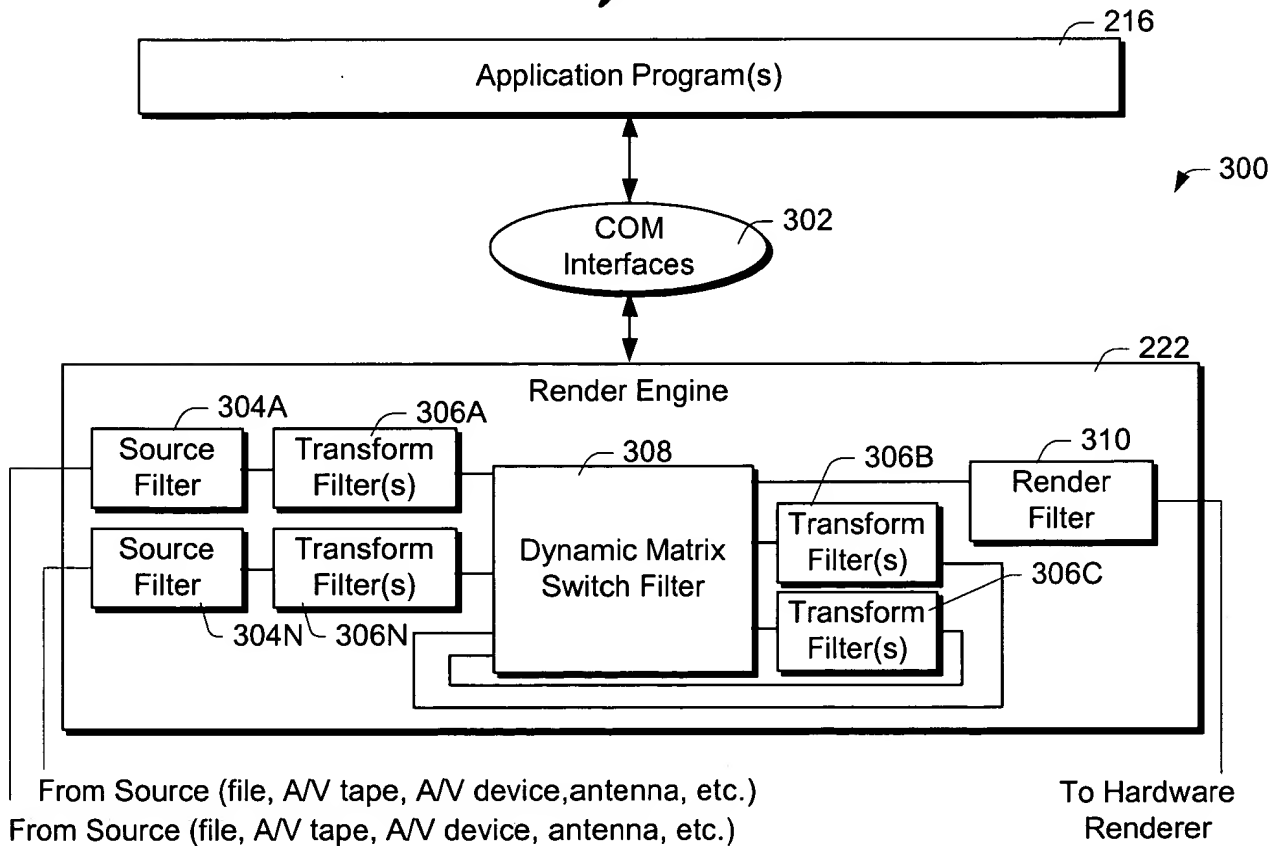 216
Application Program(s)
300
COM
Interfaces
302
222
Render Engine
304A
306A
308
306B
310
Source
Filter
Transform
Filter(s)
Render
Filter
Dynamic Matrix
Switch Filter
Transform
Filter(s)
Source
Filter
Transform
Filter(s)
306C
Transform
Filter(s)
304N
306N
From Source (file, A/V tape, A/V device,antenna, etc.)
From Source (file, A/V tape, A/V device, antenna, etc.)
To Hardware
Renderer